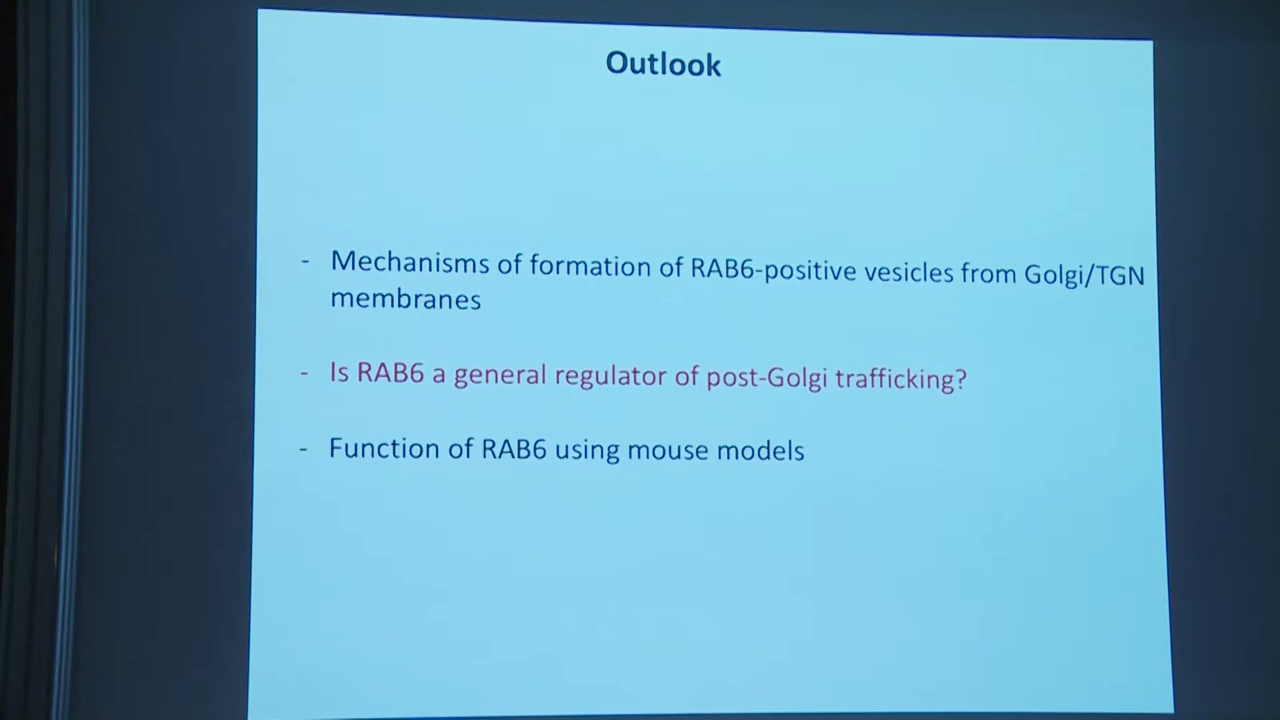 Outlook
- Mechanisms of formation of RAB6-positive vesicles from Golgi/TGN
membranes
- Is RAB6 a general regulator of post-Golgi trafficking?
- Function of RAB6 using mouse models